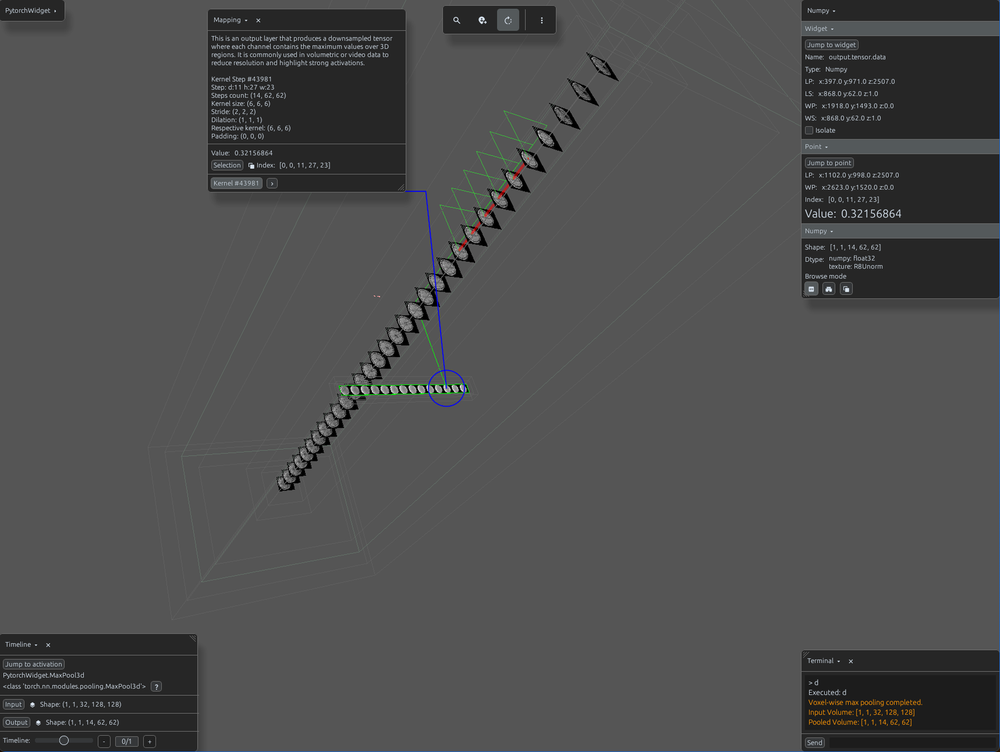 PytorchWidget
Mapping
This is an output layer that produces a downsampled tensor
where each channel contains the maximum values over 3D
regions. It is commonly used in volumetric or video data to
reduce resolution and highlight strong activations.
Kernel Step #43981
Step: d:11 h:27 w:23
Steps count: (14, 62, 62)
Kernel size: (6, 6, 6)
Stride: (2, 2, 2)
Dilation: (1, 1, 1)
Respective kernel: (6, 6, 6)
Padding: (0, 0, 0)
Value: 0.32156864
Selection Index: [0, 0, 11, 27, 23]
Kernel #43981 >
Numpy
Widget
Jump to widget
Name: output.tensor.data
Type: Numpy
LP: x:397.0 y:971.0 z:2507.0
LS: x:868.0 y:62.0 z:1.0
WP: x:1918.0 y:1493.0 z:0.0
WS: x:868.0 y:62.0 z:1.0
Isolate
Point
Jump to point
LP: x:1102.0 y:998.0 z:2507.0
WP: x:2623.0 y:1520.0 z:0.0
Index: [0, 0, 11, 27, 23]
Value: 0.32156864
Numpy
Shape: [1, 1, 14, 62, 62]
Dtype: numpy: float32
texture: R8Unorm
Browse mode
Timeline
Jump to activation
PytorchWidget.MaxPool3d
<class 'torch.nn.modules.pooling.MaxPool3d'> ?
Input Shape: (1, 1, 32, 128, 128)
Output Shape: (1, 1, 14, 62, 62)
Timeline: - 0/1 +
Terminal
> d
Executed: d
Voxel-wise max pooling completed.
Input Volume: [1, 1, 32, 128, 128]
Pooled Volume: [1, 1, 14, 62, 62]
Send